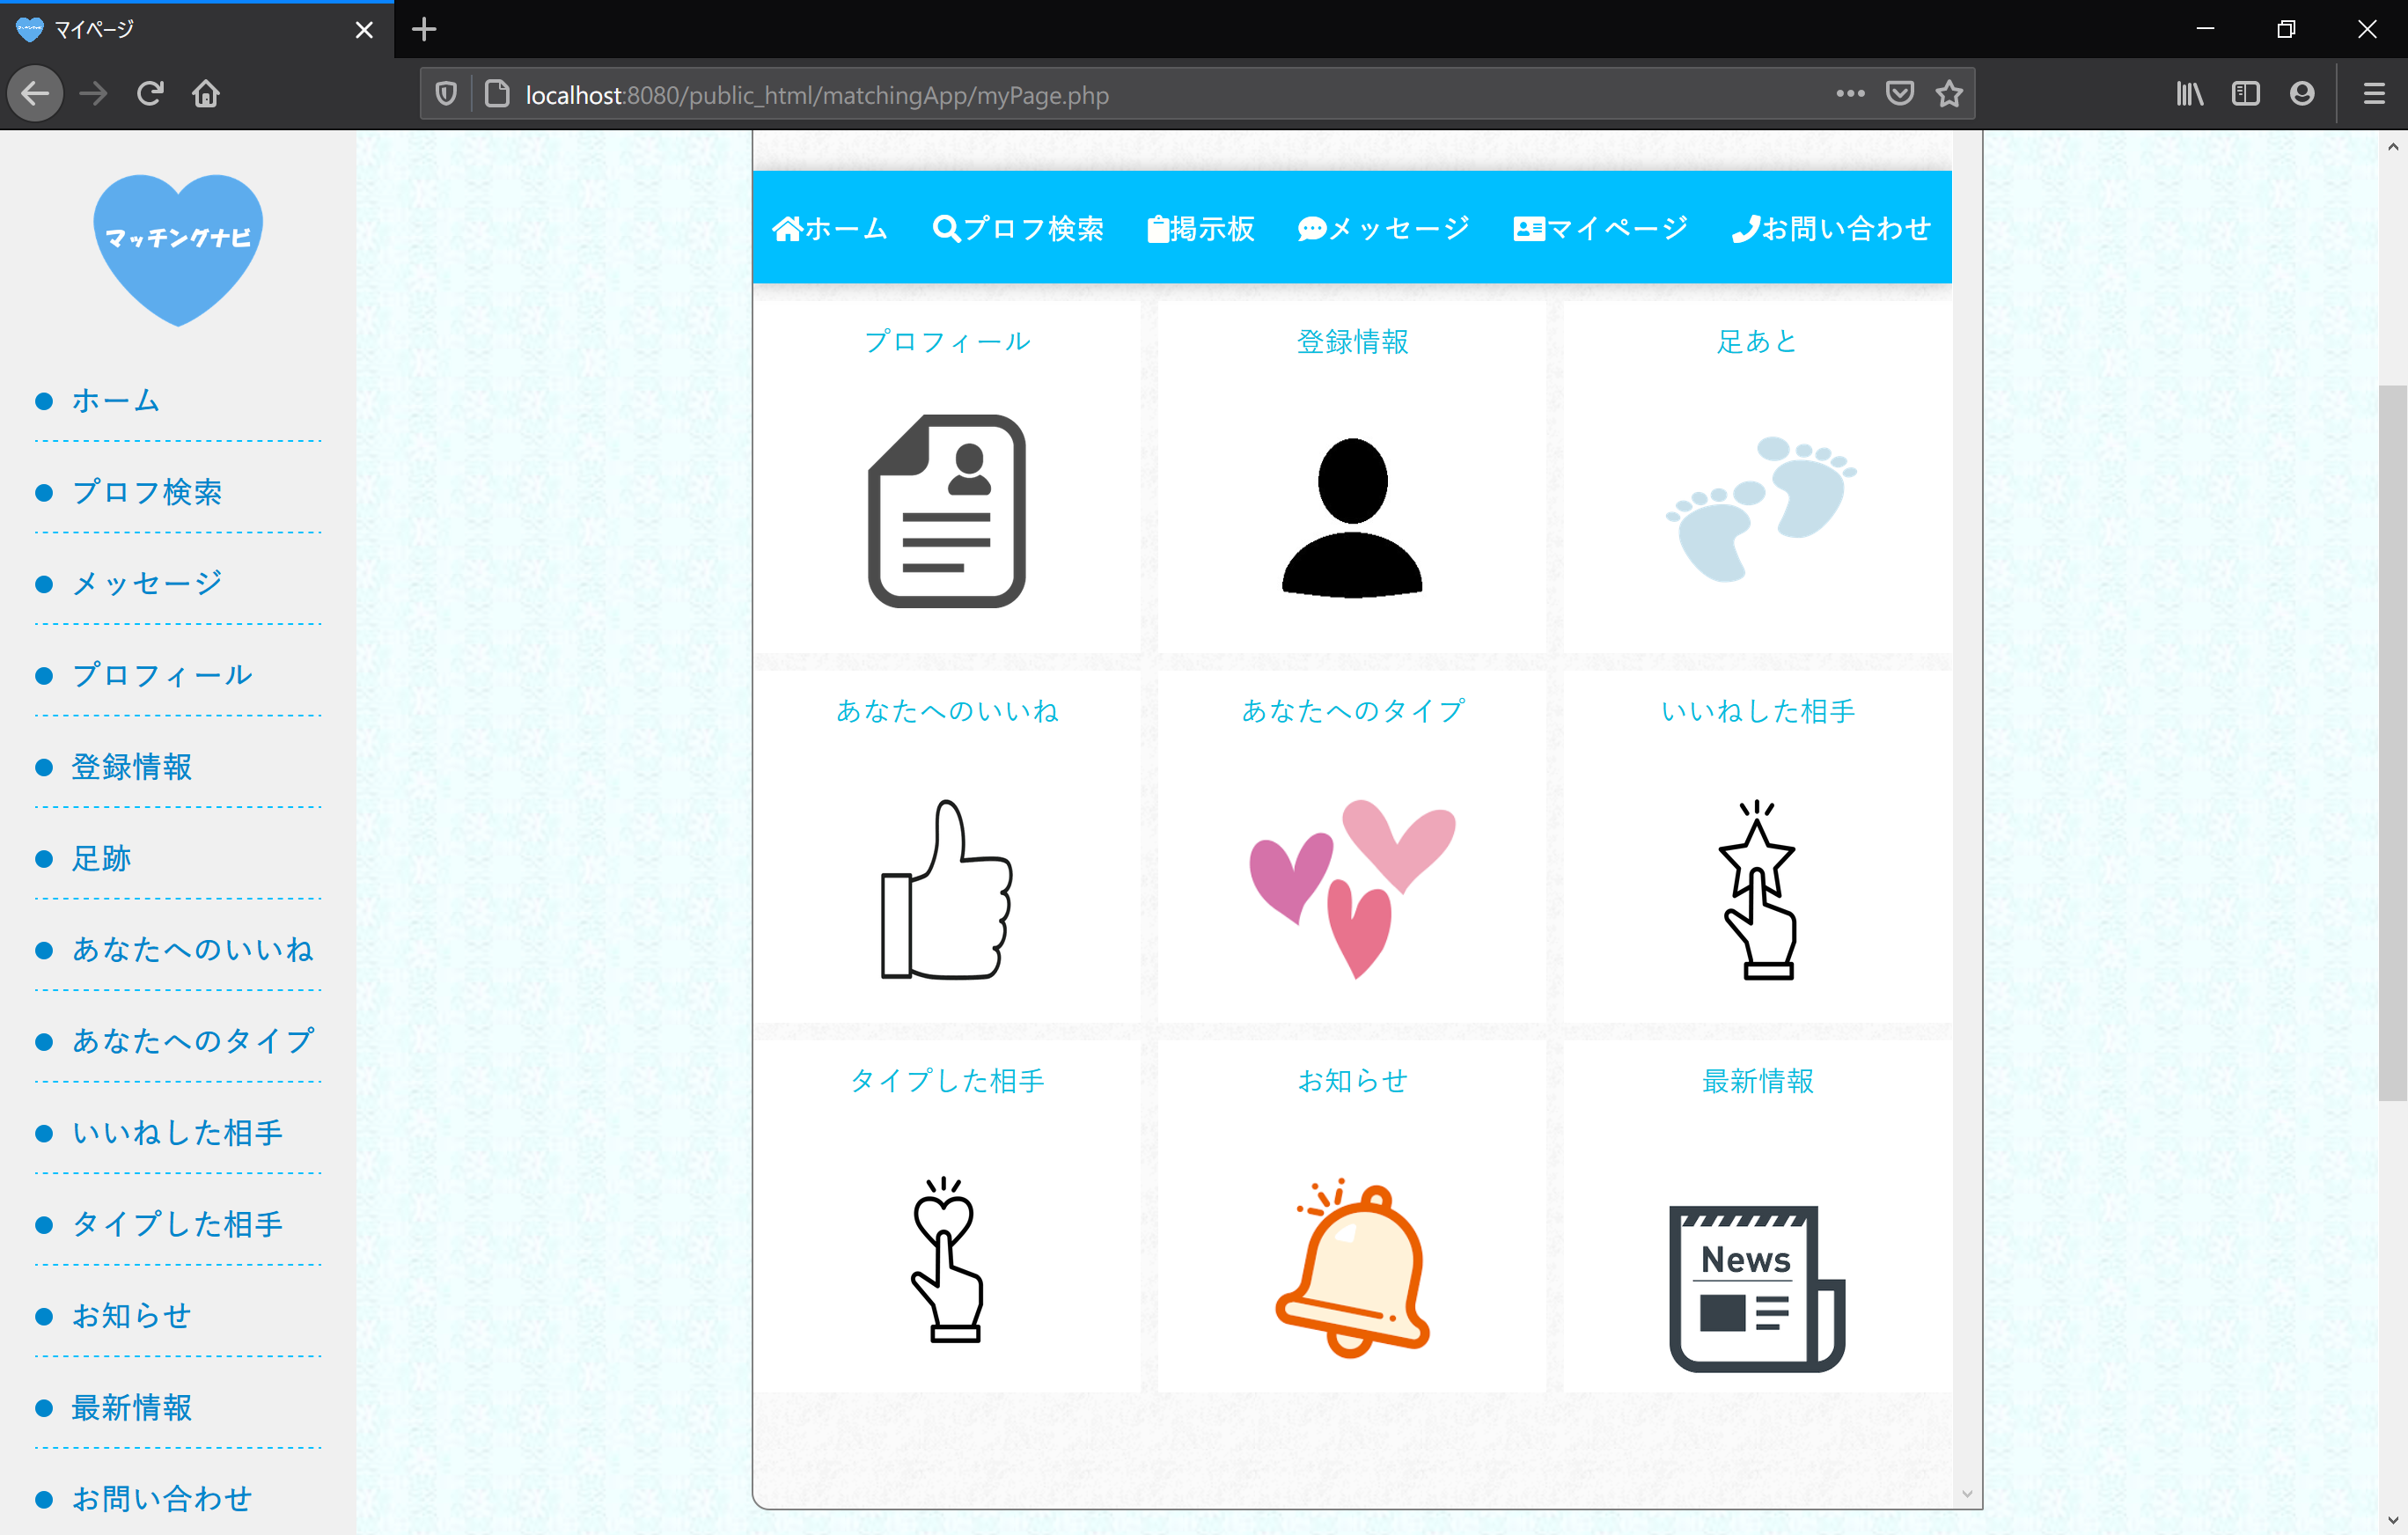 マイページ
localhost:8080/public_html/matchingApp/myPage.php
マッチングナビ
ホーム
プロフ検索
メッセージ
プロフィール
登録情報
足跡
あなたへのいいね
あなたへのタイプ
いいねした相手
タイプした相手
お知らせ
最新情報
お問い合わせ
ホーム プロフ検索 掲示板 メッセージ マイページ お問い合わせ
プロフィール 登録情報 足あと
あなたへのいいね あなたへのタイプ いいねした相手
タイプした相手 お知らせ 最新情報
News